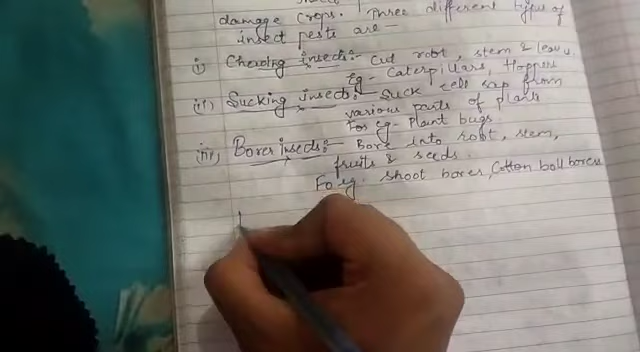 damage crops. Three different types of
insect pests are –
(i) Chewing insects:- Cut root, stem & leaves.
Eg - Caterpillars, Hoppers
(ii) Sucking insects:- Suck cell sap from
various parts of plants
For eg - Plant bugs.
(iii) Borer insects:- Bore into root, stem,
fruits & seeds.
For eg. shoot borer, Cotton boll borer